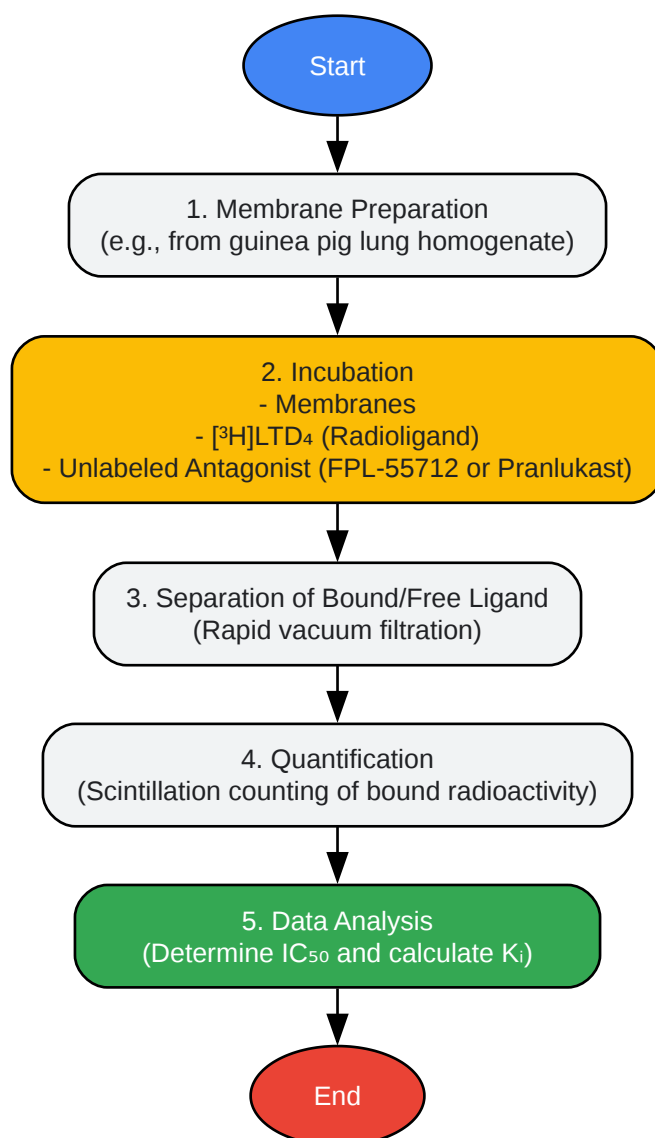 Start
1. Membrane Preparation
(e.g., from guinea pig lung homogenate)
2. Incubation
- Membranes
- [³H]LTD₄ (Radioligand)
- Unlabeled Antagonist (FPL-55712 or Pranlukast)
3. Separation of Bound/Free Ligand
(Rapid vacuum filtration)
4. Quantification
(Scintillation counting of bound radioactivity)
5. Data Analysis
(Determine IC₅₀ and calculate Kᵢ)
End